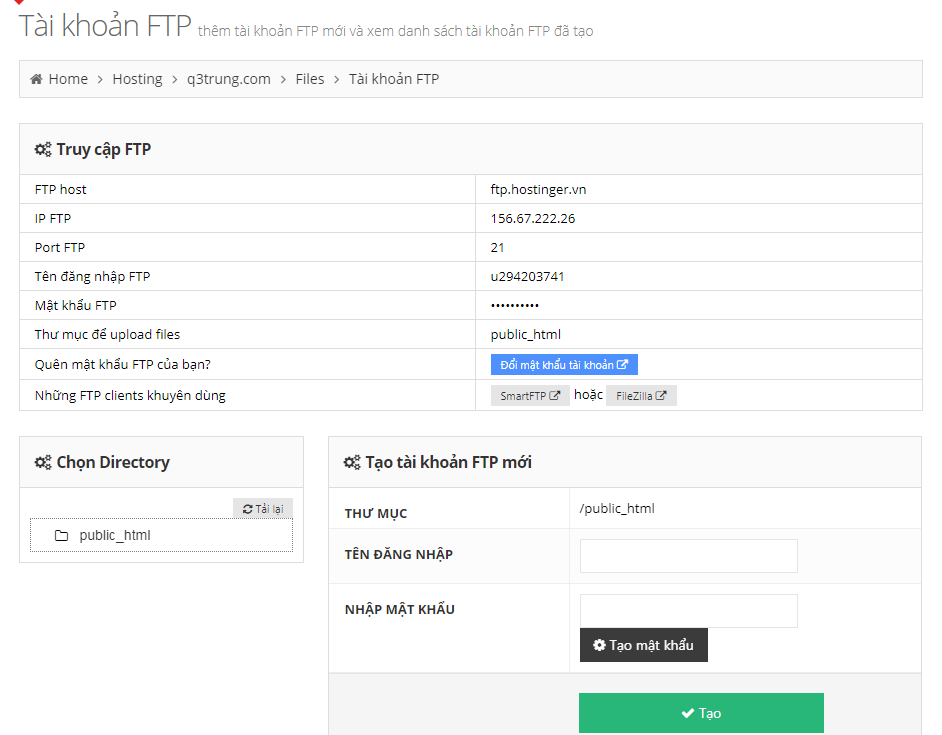 Tài khoản FTP thêm tài khoản FTP mới và xem danh sách tài khoản FTP đã tạo
Home > Hosting > q3trung.com > Files > Tài khoản FTP
Truy cập FTP
FTP host ftp.hostinger.vn
IP FTP 156.67.222.26
Port FTP 21
Tên đăng nhập FTP u294203741
Mật khẩu FTP ••••••••••
Thư mục để upload files public_html
Quên mật khẩu FTP của bạn? Đổi mật khẩu tài khoản
Những FTP clients khuyên dùng SmartFTP hoặc FileZilla
Chọn Directory
Tải lại
public_html
Tạo tài khoản FTP mới
THƯ MỤC /public_html
TÊN ĐĂNG NHẬP
NHẬP MẬT KHẨU
Tạo mật khẩu
Tạo